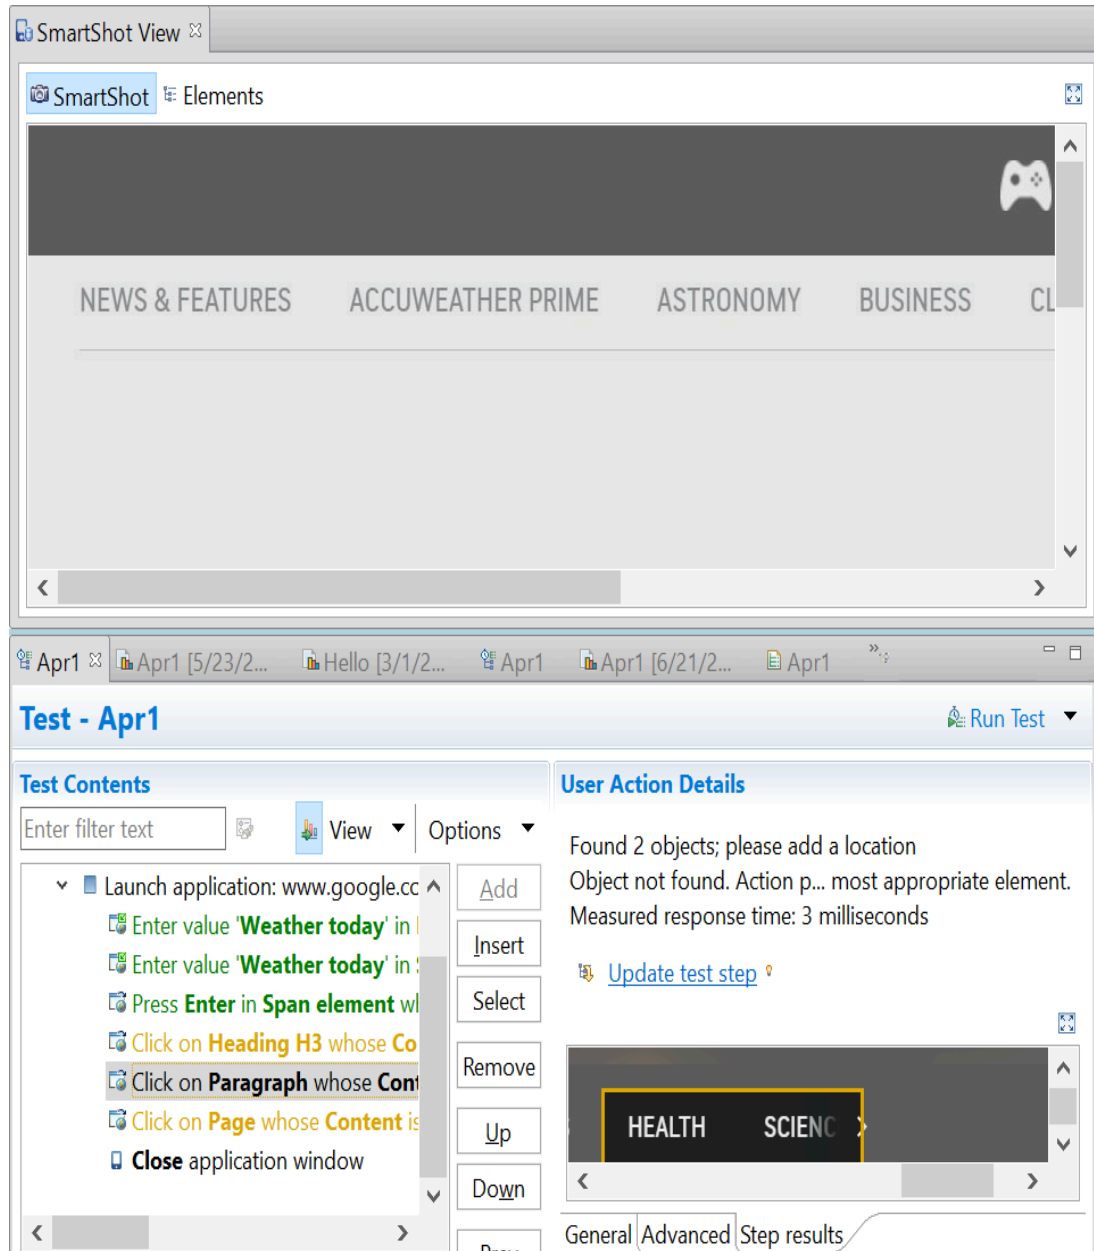 SmartShot View
SmartShot Elements
NEWS & FEATURES ACCUWEATHER PRIME ASTRONOMY BUSINESS CL
Apr1 Apr1 [5/23/2... Hello [3/1/2... Apr1 Apr1 [6/21/2... Apr1
Test - Apr1
Run Test
Test Contents
Enter filter text
View
Options
Launch application: www.google.cc
Enter value 'Weather today' in
Enter value 'Weather today' in
Press Enter in Span element wl
Click on Heading H3 whose Co
Click on Paragraph whose Cont
Click on Page whose Content is
Close application window
Add
Insert
Select
Remove
Up
Down
User Action Details
Found 2 objects; please add a location
Object not found. Action p... most appropriate element.
Measured response time: 3 milliseconds
Update test step
HEALTH SCIENC
General Advanced Step results